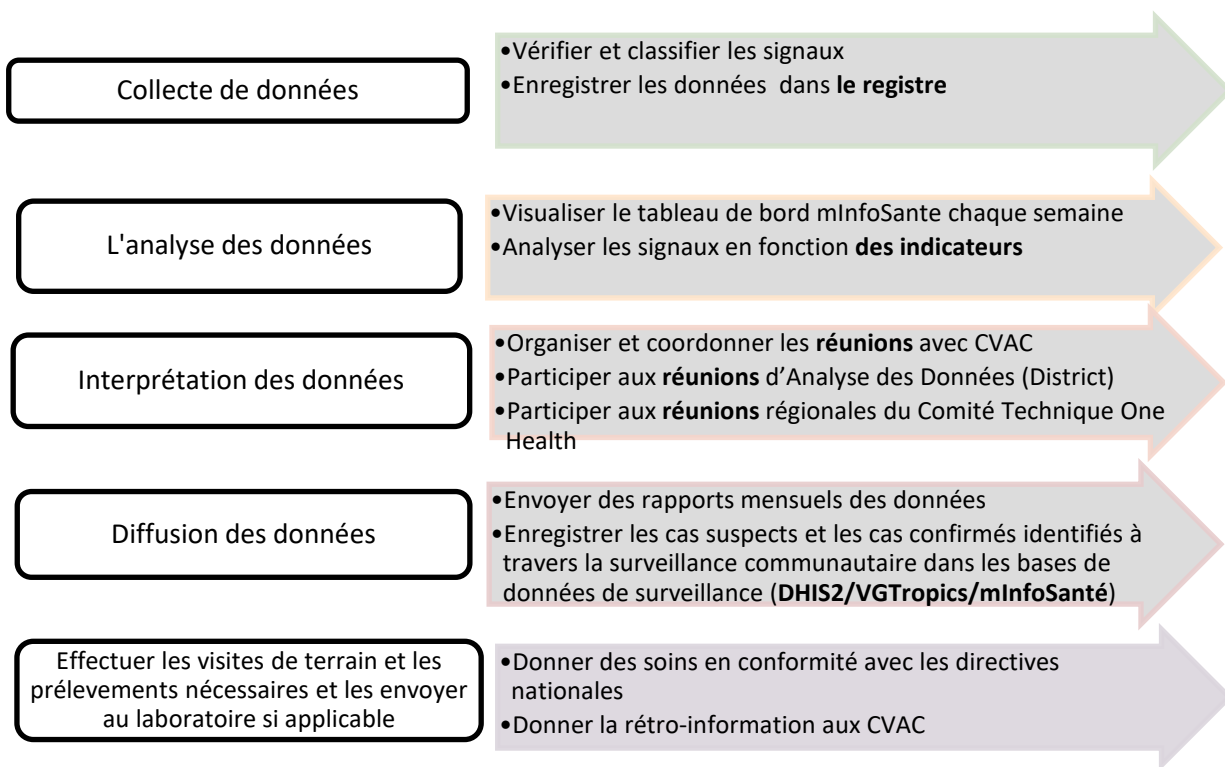 Collecte de données
•Vérifier et classifier les signaux
•Enregistrer les données dans le registre
L'analyse des données
•Visualiser le tableau de bord mInfoSante chaque semaine
•Analyser les signaux en fonction des indicateurs
Interprétation des données
•Organiser et coordonner les réunions avec CVAC
•Participer aux réunions d’Analyse des Données (District)
•Participer aux réunions régionales du Comité Technique One
Health
Diffusion des données
•Envoyer des rapports mensuels des données
•Enregistrer les cas suspects et les cas confirmés identifiés à
travers la surveillance communautaire dans les bases de
données de surveillance (DHIS2/VGTropics/mInfoSanté)
Effectuer les visites de terrain et les
prélevements nécessaires et les envoyer
au laboratoire si applicable
•Donner des soins en conformité avec les directives
nationales
•Donner la rétro-information aux CVAC